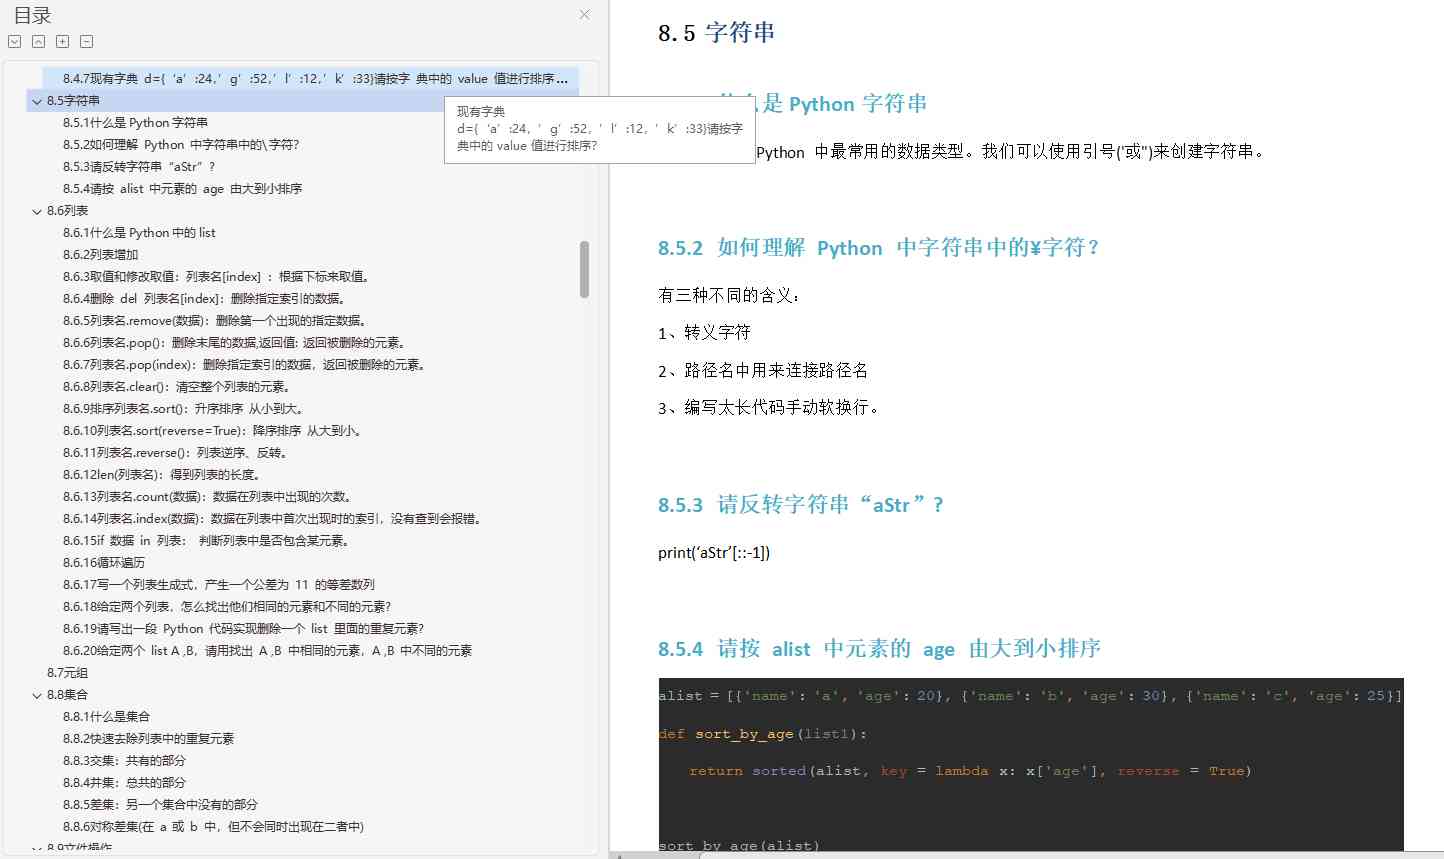 目录
8.4.7现有字典 d={‘a’:24,’g’:52,’l’:12,’k’:33}请按字 典中的 value 值进行排序...
8.5字符串
8.5.1什么是Python字符串
8.5.2如何理解 Python 中字符串中的\字符?
8.5.3请反转字符串“aStr”?
8.5.4请按 alist 中元素的 age 由大到小排序
8.6列表
8.6.1什么是Python中的list
8.6.2列表增加
8.6.3取值和修改取值：列表名[index] ：根据下标来取值。
8.6.4删除 del 列表名[index]：删除指定索引的数据。
8.6.5列表名.remove(数据)：删除第一个出现的指定数据。
8.6.6列表名.pop()：删除末尾的数据,返回值: 返回被删除的元素。
8.6.7列表名.pop(index)：删除指定索引的数据，返回被删除的元素。
8.6.8列表名.clear()：清空整个列表的元素。
8.6.9排序列表名.sort()：升序排序 从小到大。
8.6.10列表名.sort(reverse=True)：降序排序 从大到小。
8.6.11列表名.reverse()：列表逆序、反转。
8.6.12len(列表名)：得到列表的长度。
8.6.13列表名.count(数据)：数据在列表中出现的次数。
8.6.14列表名.index(数据)：数据在列表中首次出现时的索引，没有查到会报错。
8.6.15if 数据 in 列表： 判断列表中是否包含某元素。
8.6.16循环遍历
8.6.17写一个列表生成式，产生一个公差为 11 的等差数列
8.6.18给定两个列表，怎么找出他们相同的元素和不同的元素?
8.6.19请写出一段 Python 代码实现删除一个 list 里面的重复元素?
8.6.20给定两个 list A ,B，请用找出 A ,B 中相同的元素，A ,B 中不同的元素
8.7元组
8.8集合
8.8.1什么是集合
8.8.2快速去除列表中的重复元素
8.8.3交集：共有的部分
8.8.4并集：总共的部分
8.8.5差集：另一个集合中没有的部分
8.8.6对称差集(在 a 或 b 中，但不会同时出现在二者中)
8.9文件操作
现有字典
d={‘a’:24,’g’:52,’l’:12,’k’:33}请按字
典中的 value 值进行排序?
8.5 字符串
是 Python 字符串
Python 中最常用的数据类型。我们可以使用引号('或")来创建字符串。
8.5.2 如何理解 Python 中字符串中的¥字符?
有三种不同的含义：
1、转义字符
2、路径名中用来连接路径名
3、编写太长代码手动软换行。
8.5.3 请反转字符串“aStr”?
print(‘aStr’[::-1])
8.5.4 请按 alist 中元素的 age 由大到小排序
alist = [{'name': 'a', 'age': 20}, {'name': 'b', 'age': 30}, {'name': 'c', 'age': 25}]
def sort_by_age(list1):
return sorted(alist, key = lambda x: x['age'], reverse = True)
sort_by_age(alist)